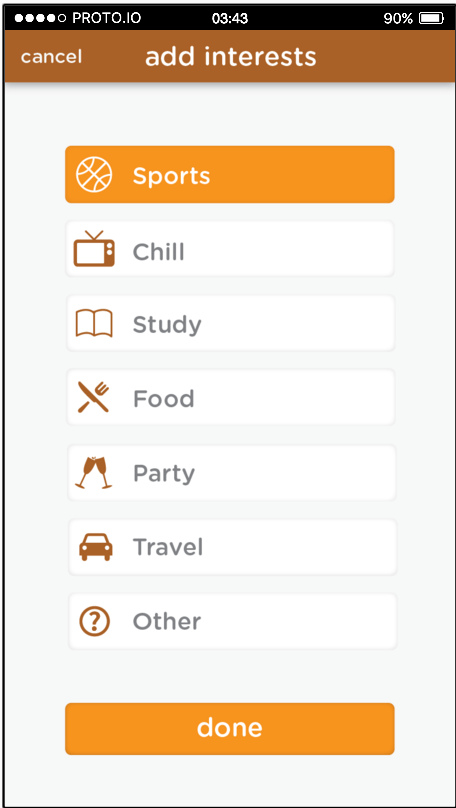 PROTO.IO 03:43 90%
cancel add interests
Sports
Chill
Study
Food
Party
Travel
? Other
done